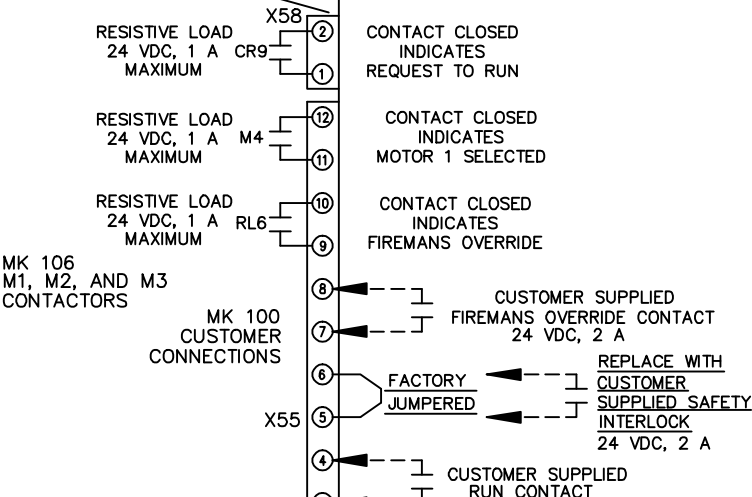 X58
RESISTIVE LOAD
24 VDC, 1 A CR9
MAXIMUM
2
1
CONTACT CLOSED
INDICATES
REQUEST TO RUN
RESISTIVE LOAD
24 VDC, 1 A M4
MAXIMUM
12
11
CONTACT CLOSED
INDICATES
MOTOR 1 SELECTED
RESISTIVE LOAD
24 VDC, 1 A RL6
MAXIMUM
10
9
CONTACT CLOSED
INDICATES
FIREMANS OVERRIDE
MK 106
M1, M2, AND M3
CONTACTORS
MK 100
CUSTOMER
CONNECTIONS
8
7
CUSTOMER SUPPLIED
FIREMANS OVERRIDE CONTACT
24 VDC, 2 A
X55
6
5
FACTORY
JUMPERED
REPLACE WITH
CUSTOMER
SUPPLIED SAFETY
INTERLOCK
24 VDC, 2 A
4
CUSTOMER SUPPLIED
RUN CONTACT